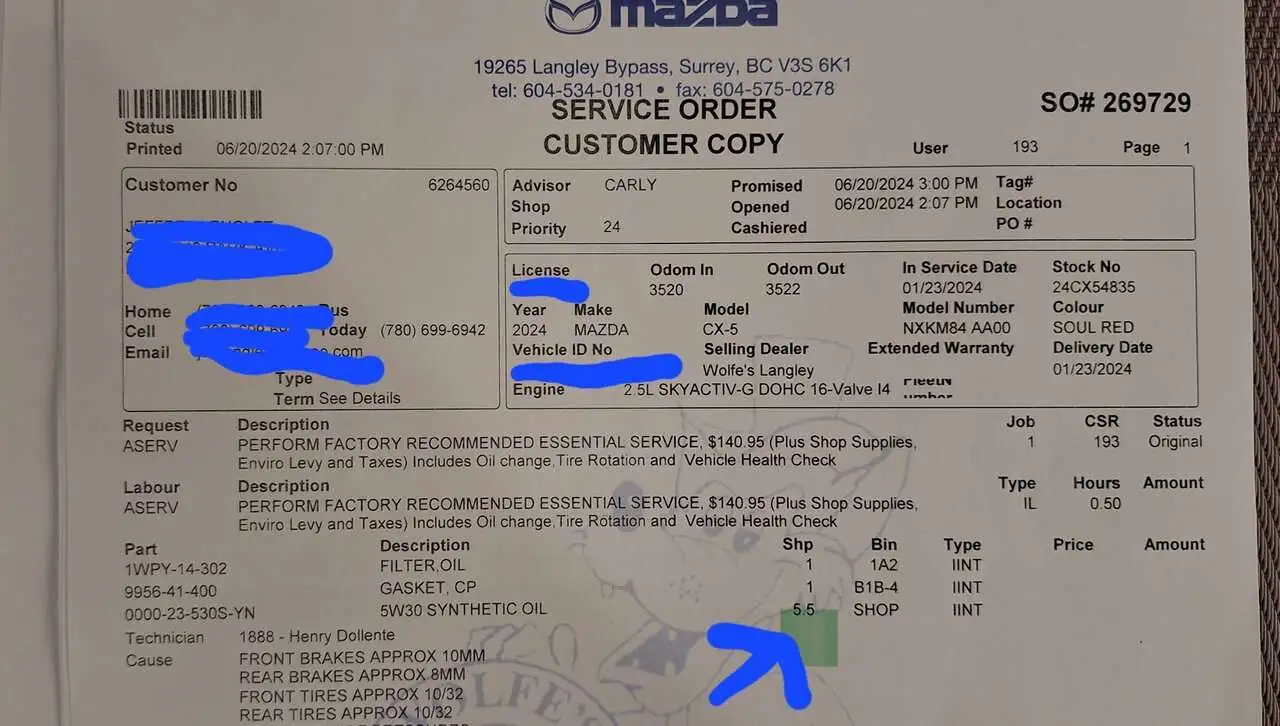 mazda
19265 Langley Bypass, Surrey, BC V3S 6K1
tel: 604-534-0181 • fax: 604-575-0278
SERVICE ORDER
CUSTOMER COPY
SO# 269729
Status
Printed 06/20/2024 2:07:00 PM
User 193 Page 1
Customer No 6264560
Advisor CARLY Promised 06/20/2024 3:00 PM Tag#
Shop Opened 06/20/2024 2:07 PM Location
Priority 24 Cashiered PO #
License Odom In Odom Out In Service Date Stock No
3520 3522 01/23/2024 24CX54835
Home
Year Make Model Model Number Colour
Cell Today (780) 699-6942
2024 MAZDA CX-5 NXKM84 AA00 SOUL RED
Email .com
Vehicle ID No Selling Dealer Extended Warranty Delivery Date
Wolfe's Langley 01/23/2024
Type
Engine 2.5L SKYACTIV-G DOHC 16-Valve I4
Term See Details
Request Description Job CSR Status
ASERV PERFORM FACTORY RECOMMENDED ESSENTIAL SERVICE, $140.95 (Plus Shop Supplies, 1 193 Original
Enviro Levy and Taxes) Includes Oil change,Tire Rotation and Vehicle Health Check
Labour Description Type Hours Amount
ASERV PERFORM FACTORY RECOMMENDED ESSENTIAL SERVICE, $140.95 (Plus Shop Supplies, IL 0.50
Enviro Levy and Taxes) Includes Oil change,Tire Rotation and Vehicle Health Check
Part Description Shp Bin Type Price Amount
1WPY-14-302 FILTER,OIL 1 1A2 IINT
9956-41-400 GASKET, CP 1 B1B-4 IINT
0000-23-530S-YN 5W30 SYNTHETIC OIL 5.5 SHOP IINT
Technician 1888 - Henry Dollente
Cause FRONT BRAKES APPROX 10MM
REAR BRAKES APPROX 8MM
FRONT TIRES APPROX 10/32
REAR TIRES APPROX 10/32
WOLFE'S